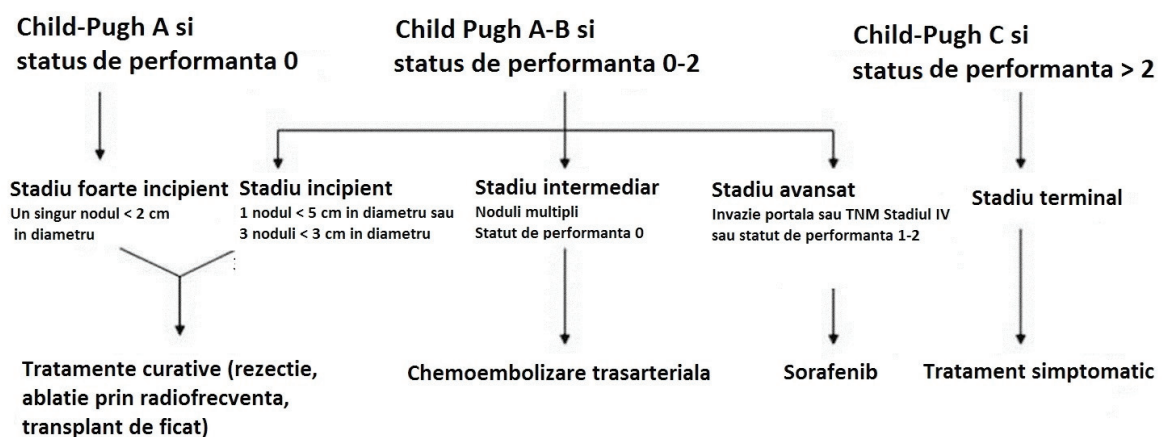 Child-Pugh A si
status de performanta 0
Child Pugh A-B si
status de performanta 0-2
Child-Pugh C si
status de performanta > 2
Stadiu foarte incipient
Un singur nodul < 2 cm
in diametru
Stadiu incipient
1 nodul < 5 cm in diametru sau
3 noduli < 3 cm in diametru
Stadiu intermediar
Noduli multipli
Statut de performanta 0
Stadiu avansat
Invazie portala sau TNM Stadiul IV
sau statut de performanta 1-2
Stadiu terminal
Tratamente curative (rezectie,
ablatie prin radiofrecventa,
transplant de ficat)
Chemoembolizare trasarteriala
Sorafenib
Tratament simptomatic